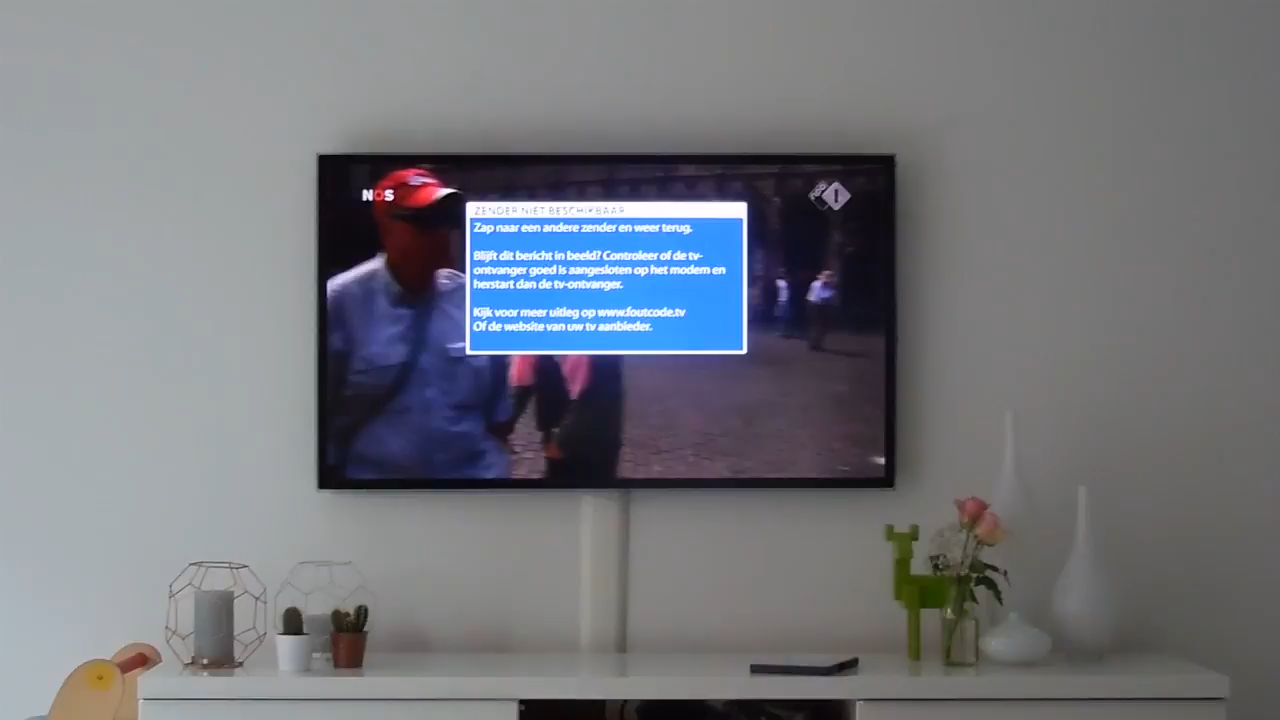 NOS
npo 1
ZENDER NIET BESCHIKBAAR
Zap naar een andere zender en weer terug.
Blijft dit bericht in beeld? Controleer of de tv-
ontvanger goed is aangesloten op het modem en
herstart dan de tv-ontvanger.
Kijk voor meer uitleg op www.foutcode.tv
Of de website van uw tv aanbieder.